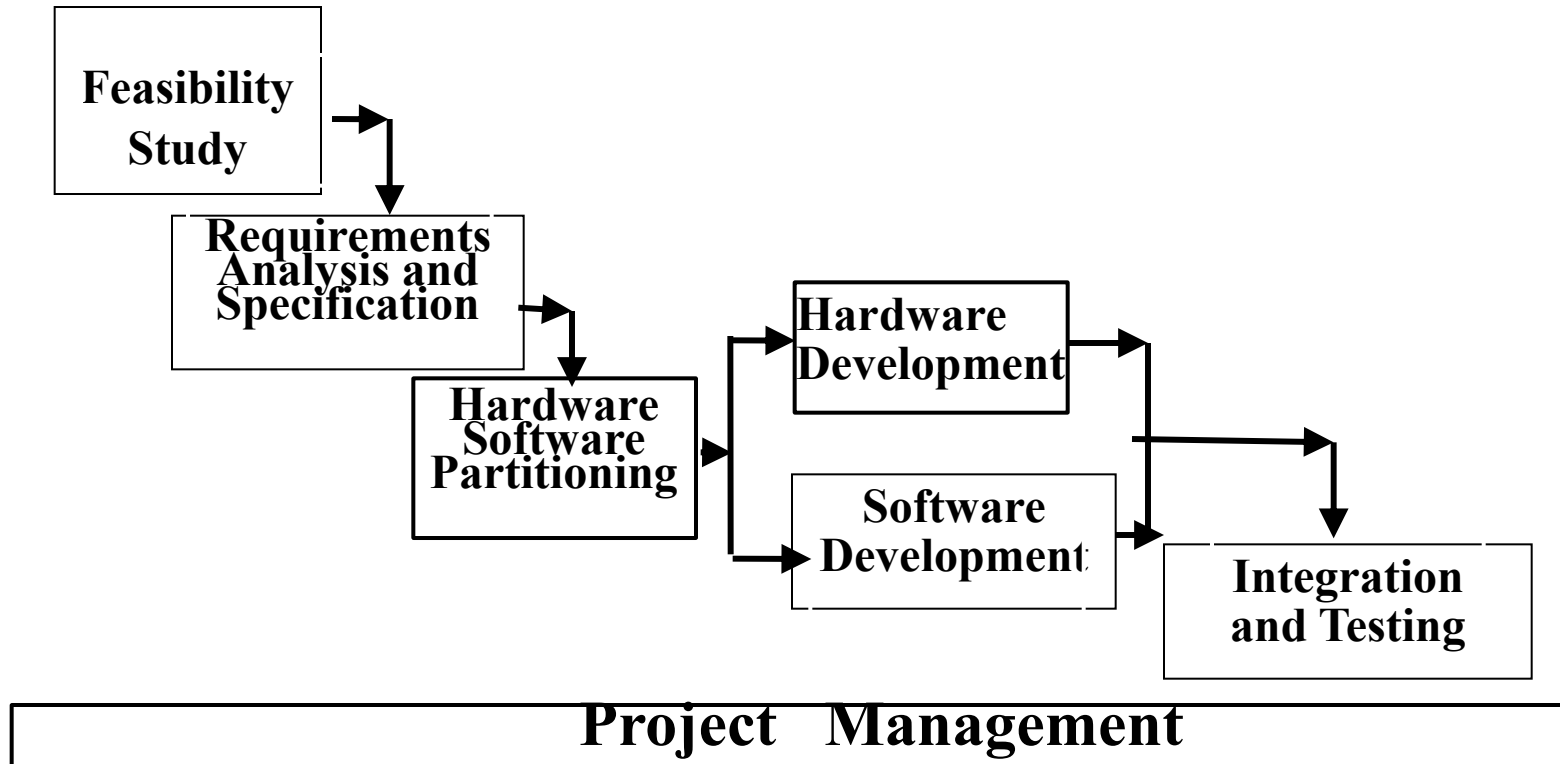 Feasibility
Study
Requirements
Analysis and
Specification
Hardware
Software
Partitioning
Hardware
Development
Software
Development
Integration
and Testing
Project Management